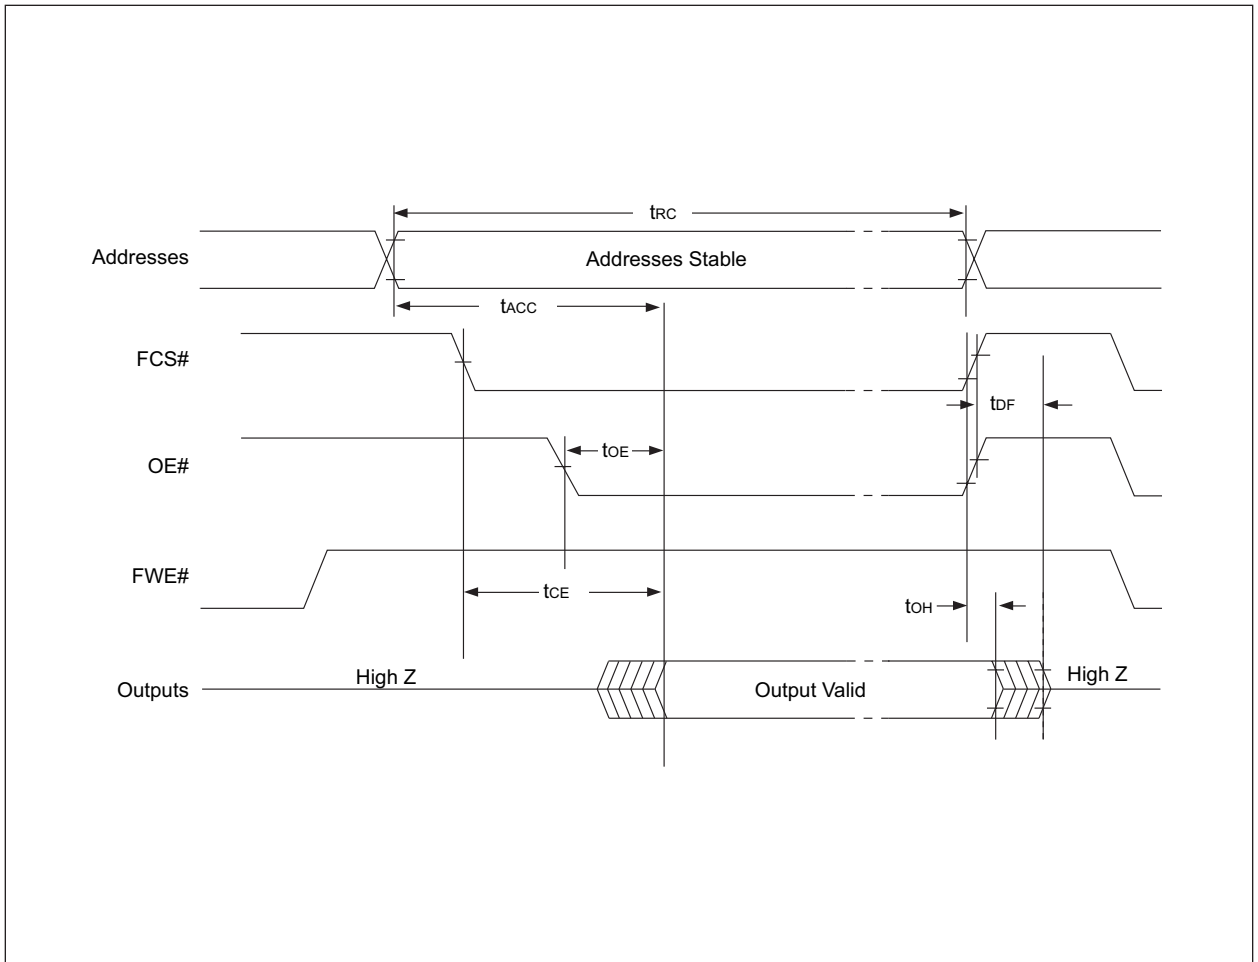 tRC
Addresses
Addresses Stable
tACC
FCS#
tDF
OE#
tOE
FWE#
tCE
tOH
Outputs
High Z
Output Valid
High Z